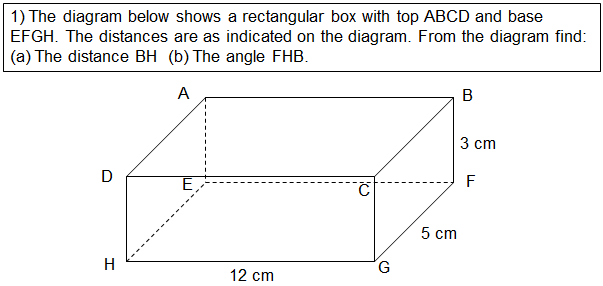 1) The diagram below shows a rectangular box with top ABCD and base
EFGH. The distances are as indicated on the diagram. From the diagram find:
(a) The distance BH (b) The angle FHB.
A
B
3 cm
D
E
C
F
5 cm
H
12 cm
G